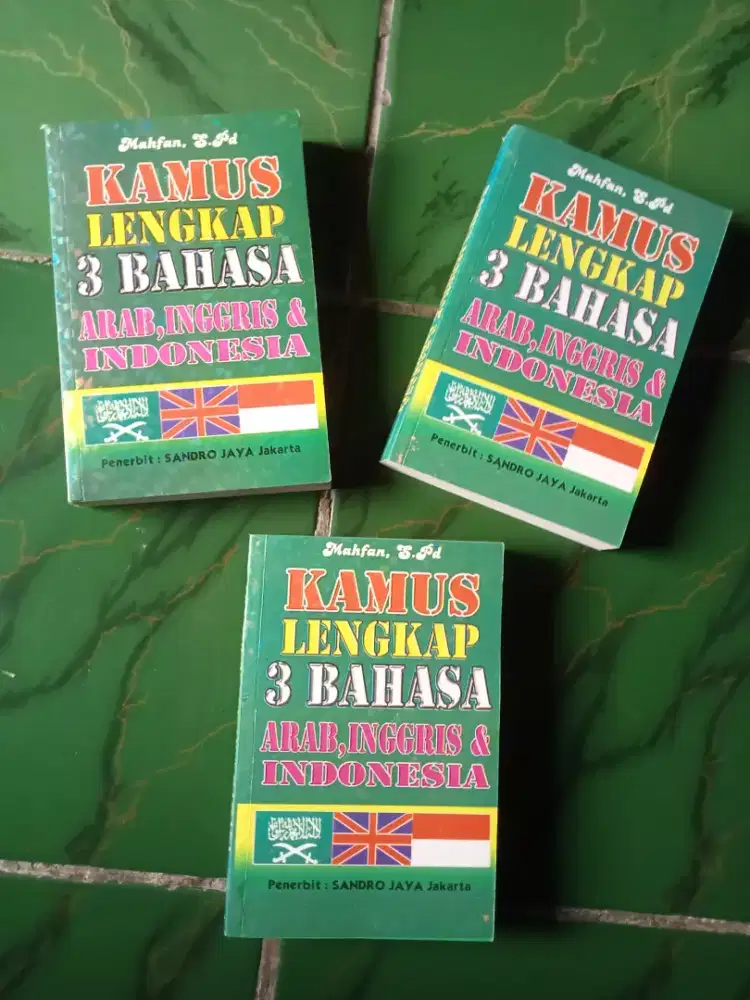 Mahfan, S.Pd
KAMUS
LENGKAP
3 BAHASA
ARAB, INGGRIS &
INDONESIA
Penerbit : SANDRO JAYA Jakarta
Mahfan, S.Pd
KAMUS
LENGKAP
3 BAHASA
ARAB, INGGRIS &
INDONESIA
Penerbit : SANDRO JAYA Jakarta
Mahfan, S.Pd
KAMUS
LENGKAP
3 BAHASA
ARAB, INGGRIS &
INDONESIA
Penerbit : SANDRO JAYA Jakarta